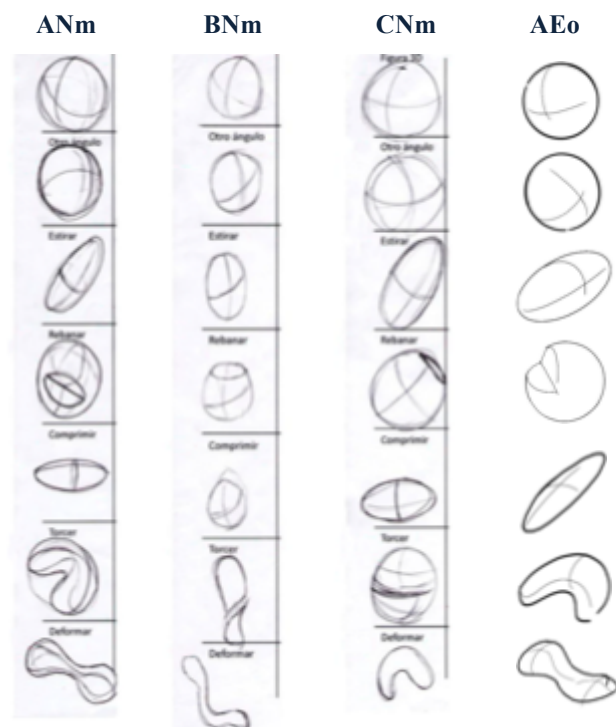 ANm BNm CNm AEo
Figura 3D
Otro ángulo
Otro ángulo
Otro ángulo
Estirar
Estirar
Estirar
Rebanar
Rebanar
Rebanar
Comprimir
Comprimir
Comprimir
Torcer
Torcer
Torcer
Deformar
Deformar
Deformar